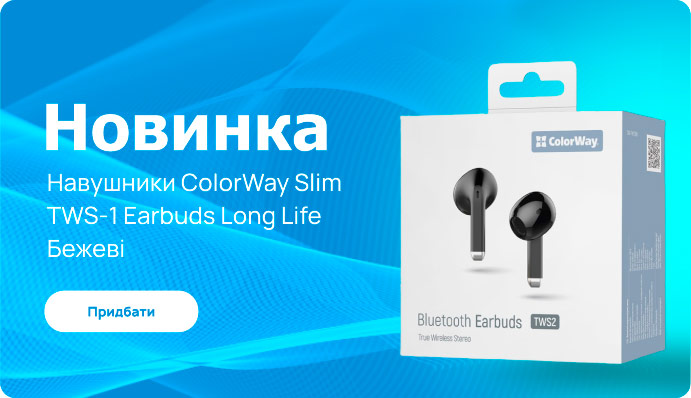 Новинка
Навушники ColorWay Slim
TWS-1 Earbuds Long Life
Бежеві
Придбати
ColorWay
Bluetooth Earbuds TWS2
True Wireless Stereo